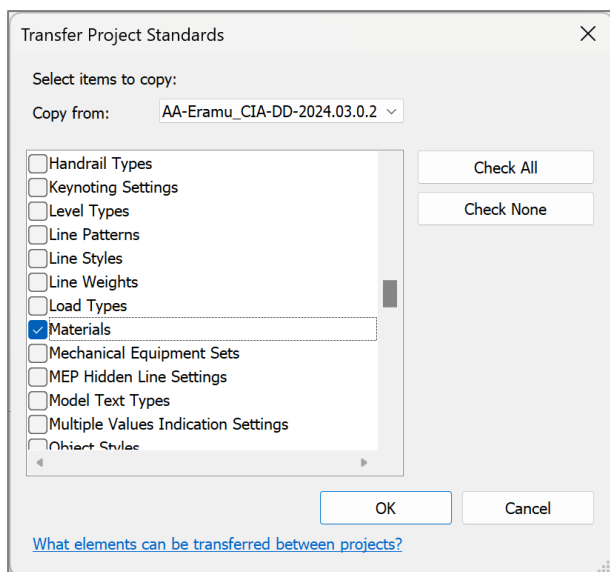 Transfer Project Standards
Select items to copy:
Copy from: AA-Eramu_CIA-DD-2024.03.0.2
Handrail Types
Keynoting Settings
Level Types
Line Patterns
Line Styles
Line Weights
Load Types
Materials
Mechanical Equipment Sets
MEP Hidden Line Settings
Model Text Types
Multiple Values Indication Settings
Object Styles
Check All
Check None
OK Cancel
What elements can be transferred between projects?